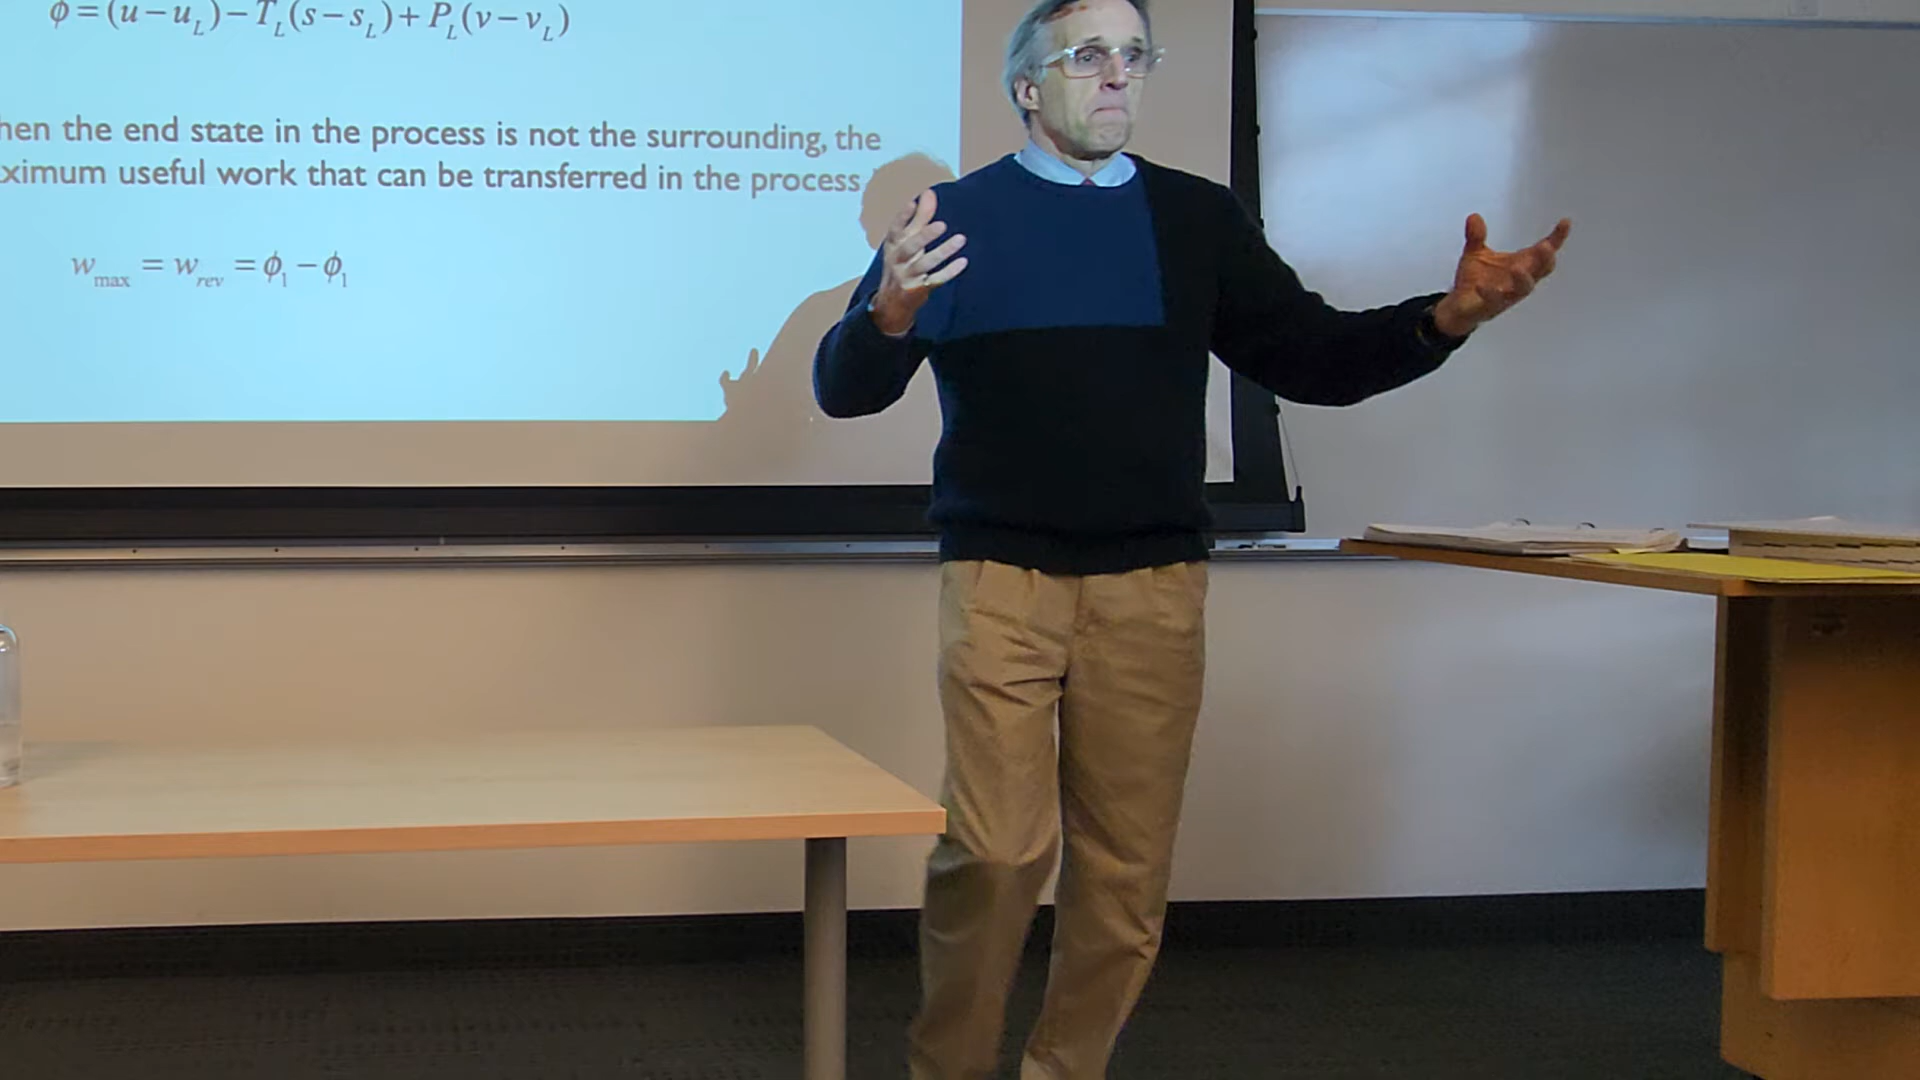 ϕ = (u − u_L) − T_L(s − s_L) + P_L(v − v_L)
hen the end state in the process is not the surrounding, the
ximum useful work that can be transferred in the process
w_max = w_rev = ϕ_1 − ϕ_1